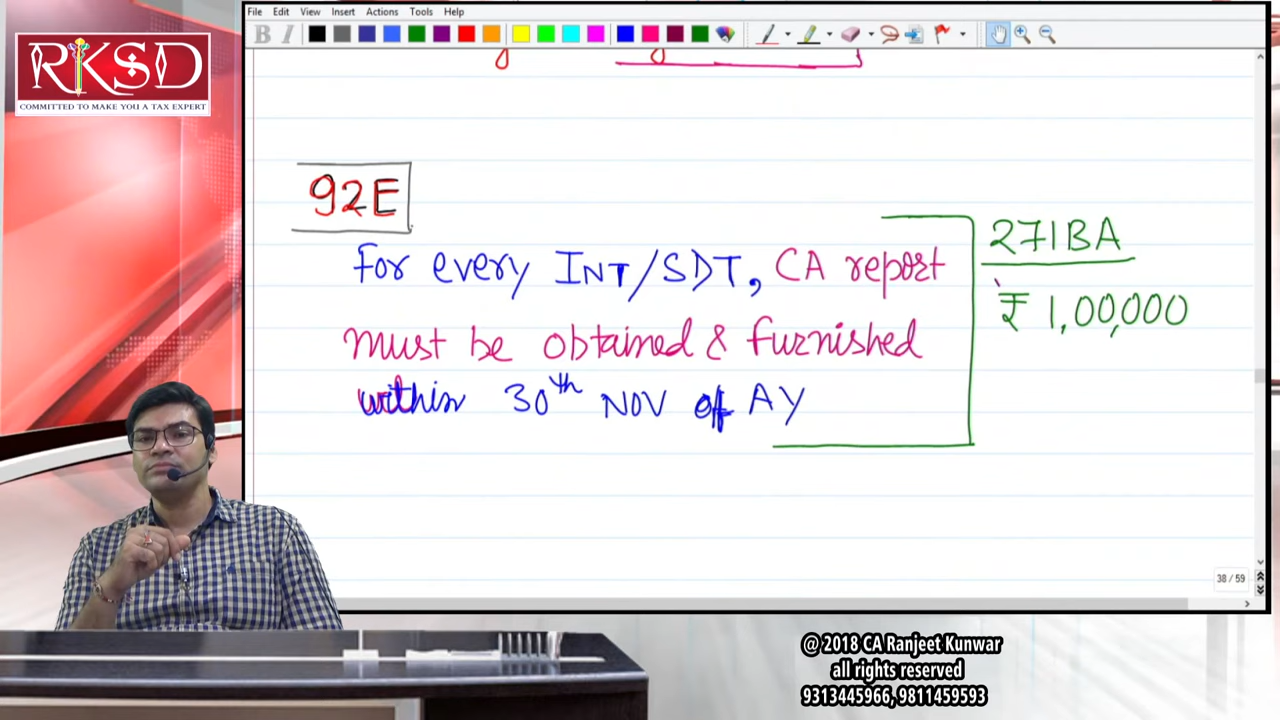 File Edit View Insert Actions Tools Help
B I
RKSD
COMMITTED TO MAKE YOU A TAX EXPERT
92E
For every INT/SDT, CA report
must be obtained & furnished
within 30th NOV of AY
271BA
₹ 1,00,000
38 / 59
@ 2018 CA Ranjeet Kunwar
all rights reserved
9313445966, 9811459593